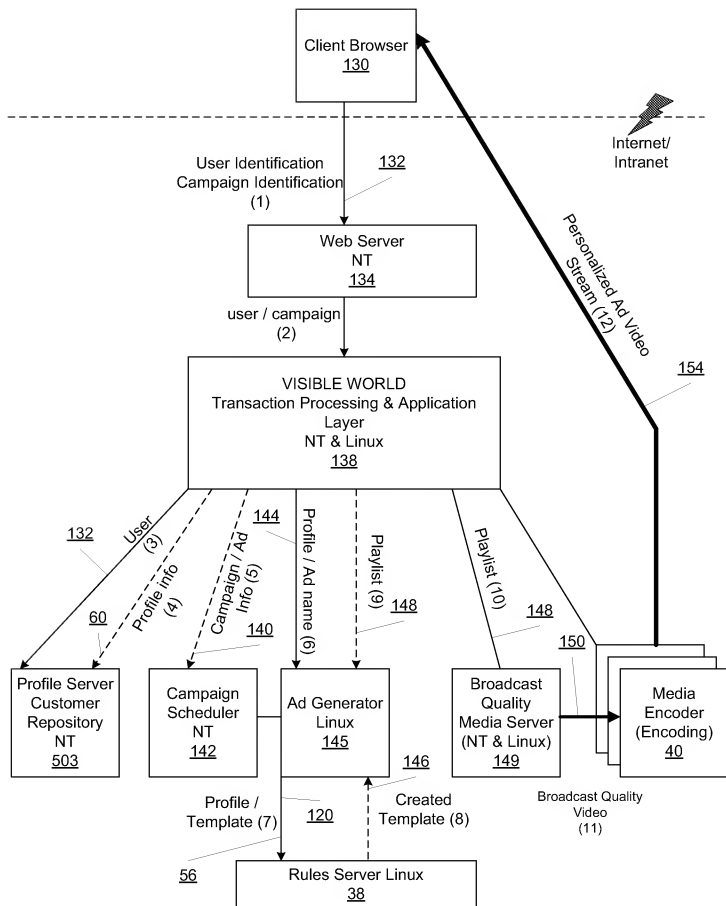 Client Browser
130
Internet/
Intranet
User Identification
Campaign Identification
(1)
132
Web Server
NT
134
user / campaign
(2)
Personalized Ad Video
Stream (12)
154
VISIBLE WORLD
Transaction Processing & Application
Layer
NT & Linux
138
132
User
(3)
Profile info
(4)
60
Campaign / Ad
Info (5)
140
144
Profile / Ad name (6)
Playlist (9)
148
Playlist (10)
148
150
Profile Server
Customer
Repository
NT
503
Campaign
Scheduler
NT
142
Ad Generator
Linux
145
Broadcast
Quality
Media Server
(NT & Linux)
149
Media
Encoder
(Encoding)
40
Profile /
Template (7)
120
146
Created
Template (8)
Broadcast Quality
Video
(11)
56
Rules Server Linux
38